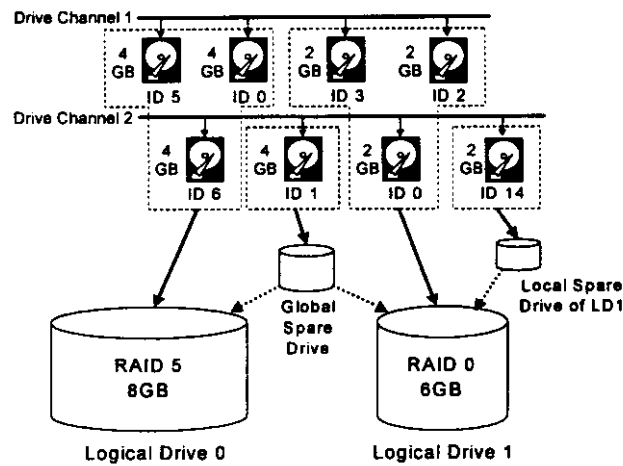 Drive Channel 1
4 GB
4 GB
2 GB
2 GB
ID 5
ID 0
ID 3
ID 2
Drive Channel 2
4 GB
4 GB
2 GB
2 GB
ID 6
ID 1
ID 0
ID 14
Global
Spare
Drive
Local Spare
Drive of LD1
RAID 5
8GB
RAID 0
6GB
Logical Drive 0
Logical Drive 1